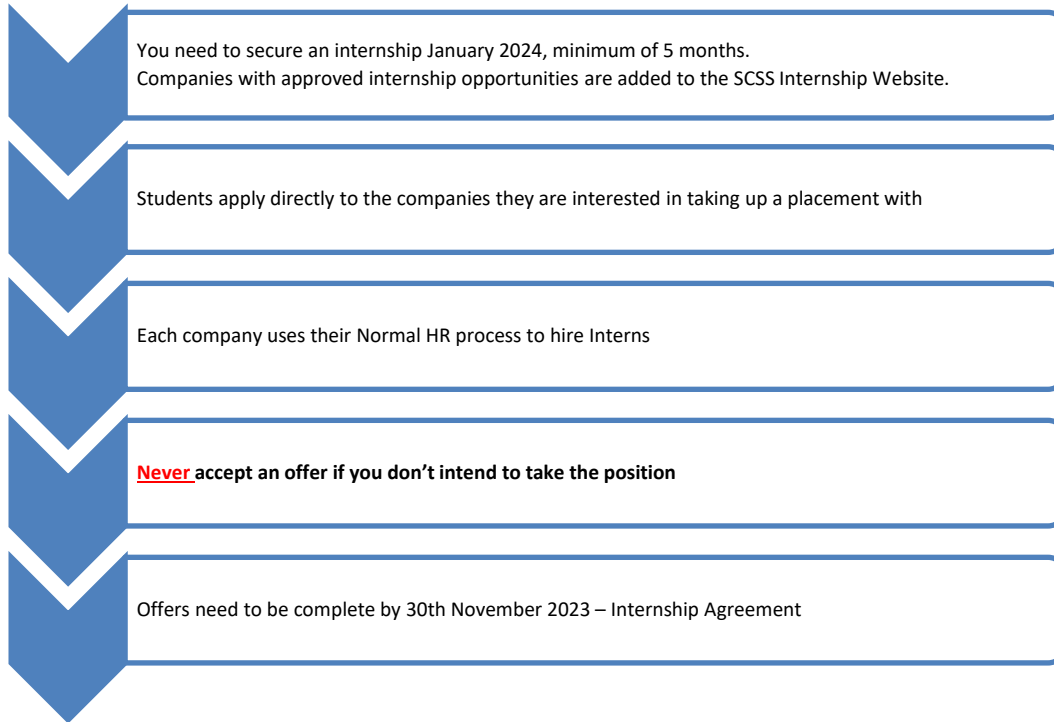 You need to secure an internship January 2024, minimum of 5 months.
Companies with approved internship opportunities are added to the SCSS Internship Website.
Students apply directly to the companies they are interested in taking up a placement with
Each company uses their Normal HR process to hire Interns
Never accept an offer if you don’t intend to take the position
Offers need to be complete by 30th November 2023 – Internship Agreement